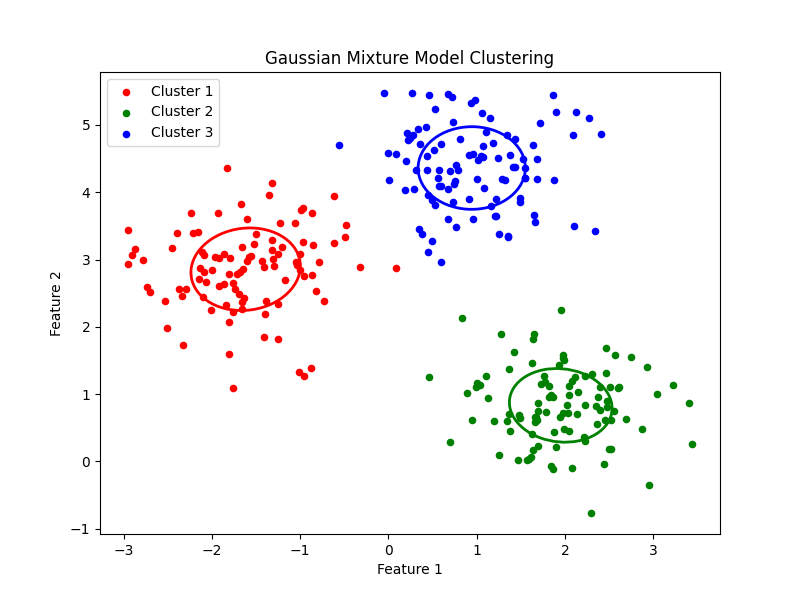 Gaussian Mixture Model Clustering
Cluster 1
Cluster 2
Cluster 3
5
4
3
2
1
0
−1
Feature 2
−3
−2
−1
0
1
2
3
Feature 1